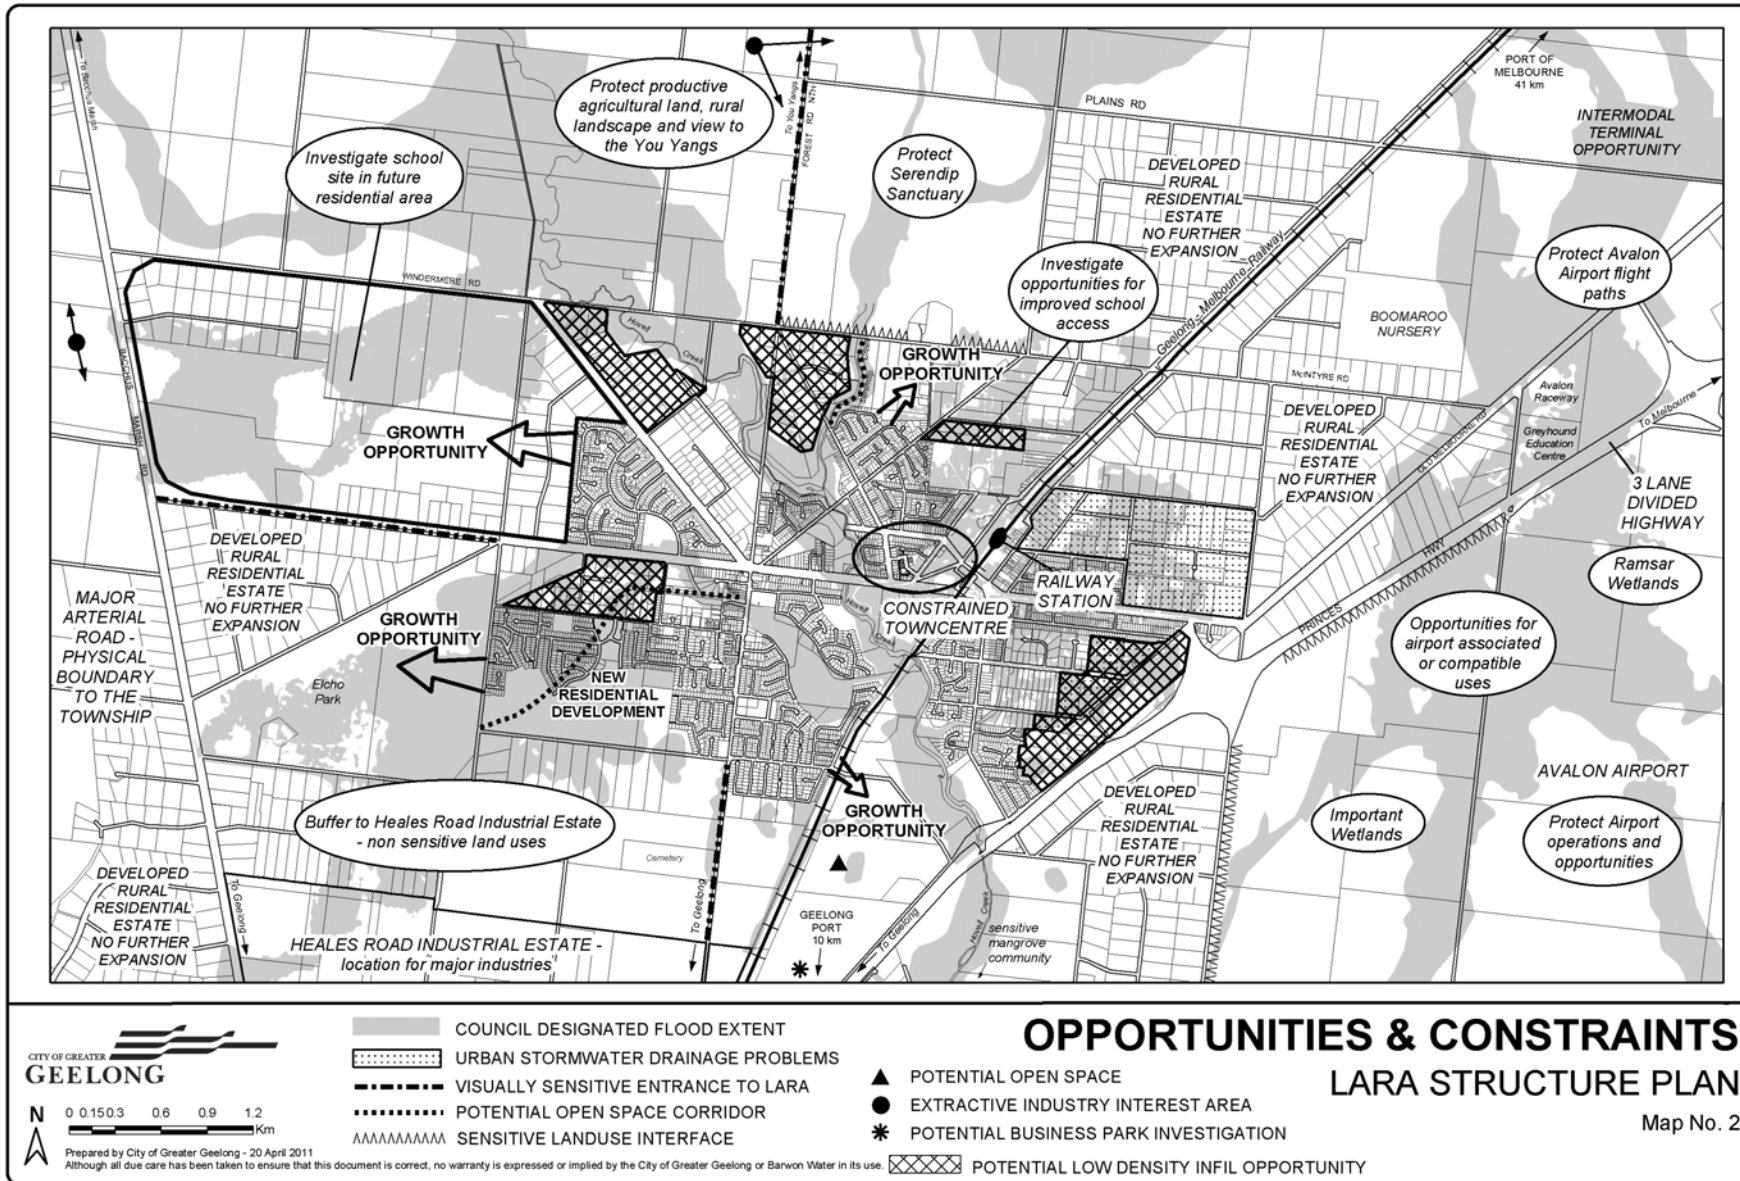 To Bacchus Marsh
Protect productive
agricultural land, rural
landscape and view to
the You Yangs
To You Yangs
FOREST RD NTH
PLAINS RD
PORT OF
MELBOURNE
41 km
INTERMODAL
TERMINAL
OPPORTUNITY
Investigate school
site in future
residential area
Protect
Serendip
Sanctuary
DEVELOPED
RURAL
RESIDENTIAL
ESTATE
NO FURTHER
EXPANSION
Geelong - Melbourne Railway
Protect Avalon
Airport flight
paths
Investigate
opportunities for
improved school
access
WINDERMERE RD
BOOMAROO
NURSERY
Hovell
Creek
BACCHUS MARSH RD
GROWTH
OPPORTUNITY
McINTYRE RD
Avalon
Raceway
To Melbourne
Greyhound
Education
Centre
OLD MELBOURNE RD
DEVELOPED
RURAL
RESIDENTIAL
ESTATE
NO FURTHER
EXPANSION
GROWTH
OPPORTUNITY
3 LANE
DIVIDED
HIGHWAY
DEVELOPED
RURAL
RESIDENTIAL
ESTATE
NO FURTHER
EXPANSION
PRINCES HWY
Ramsar
Wetlands
RAILWAY
STATION
CONSTRAINED
TOWNCENTRE
Hovell
Creek
MAJOR
ARTERIAL
ROAD -
PHYSICAL
BOUNDARY
TO THE
TOWNSHIP
GROWTH
OPPORTUNITY
Opportunities for
airport associated
or compatible
uses
Elcho
Park
NEW
RESIDENTIAL
DEVELOPMENT
AVALON AIRPORT
Buffer to Heales Road Industrial Estate
- non sensitive land uses
GROWTH
OPPORTUNITY
DEVELOPED
RURAL
RESIDENTIAL
ESTATE
NO FURTHER
EXPANSION
Important
Wetlands
Protect Airport
operations and
opportunities
Cemetery
DEVELOPED
RURAL
RESIDENTIAL
ESTATE
NO FURTHER
EXPANSION
To Geelong
To Geelong
GEELONG
PORT
10 km
To Geelong
Hovell Creek
sensitive
mangrove
community
HEALES ROAD INDUSTRIAL ESTATE -
location for major industries
CITY OF GREATER
GEELONG
N
0 0.15 0.3 0.6 0.9 1.2
Km
COUNCIL DESIGNATED FLOOD EXTENT
URBAN STORMWATER DRAINAGE PROBLEMS
VISUALLY SENSITIVE ENTRANCE TO LARA
POTENTIAL OPEN SPACE CORRIDOR
SENSITIVE LANDUSE INTERFACE
POTENTIAL OPEN SPACE
EXTRACTIVE INDUSTRY INTEREST AREA
POTENTIAL BUSINESS PARK INVESTIGATION
POTENTIAL LOW DENSITY INFIL OPPORTUNITY
OPPORTUNITIES & CONSTRAINTS
LARA STRUCTURE PLAN
Map No. 2
Prepared by City of Greater Geelong - 20 April 2011
Although all due care has been taken to ensure that this document is correct, no warranty is expressed or implied by the City of Greater Geelong or Barwon Water in its use.